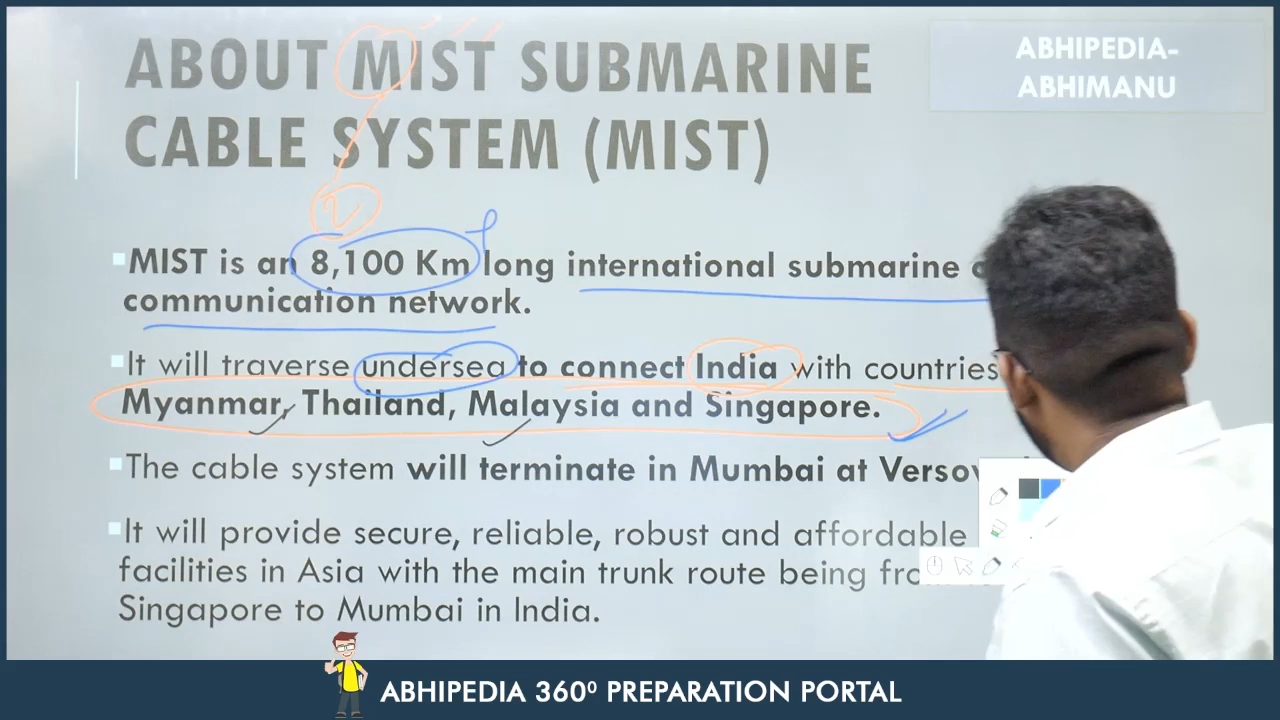 ABOUT MIST SUBMARINE
CABLE SYSTEM (MIST)
ABHIPEDIA-
ABHIMANU
MIST is an 8,100 Km long international submarine
communication network.
It will traverse undersea to connect India with countries
Myanmar, Thailand, Malaysia and Singapore.
The cable system will terminate in Mumbai at
It will provide secure, reliable, robust and affordable
facilities in Asia with the main trunk route being
Singapore to Mumbai in India.
ABHIPEDIA 360⁰ PREPARATION PORTAL